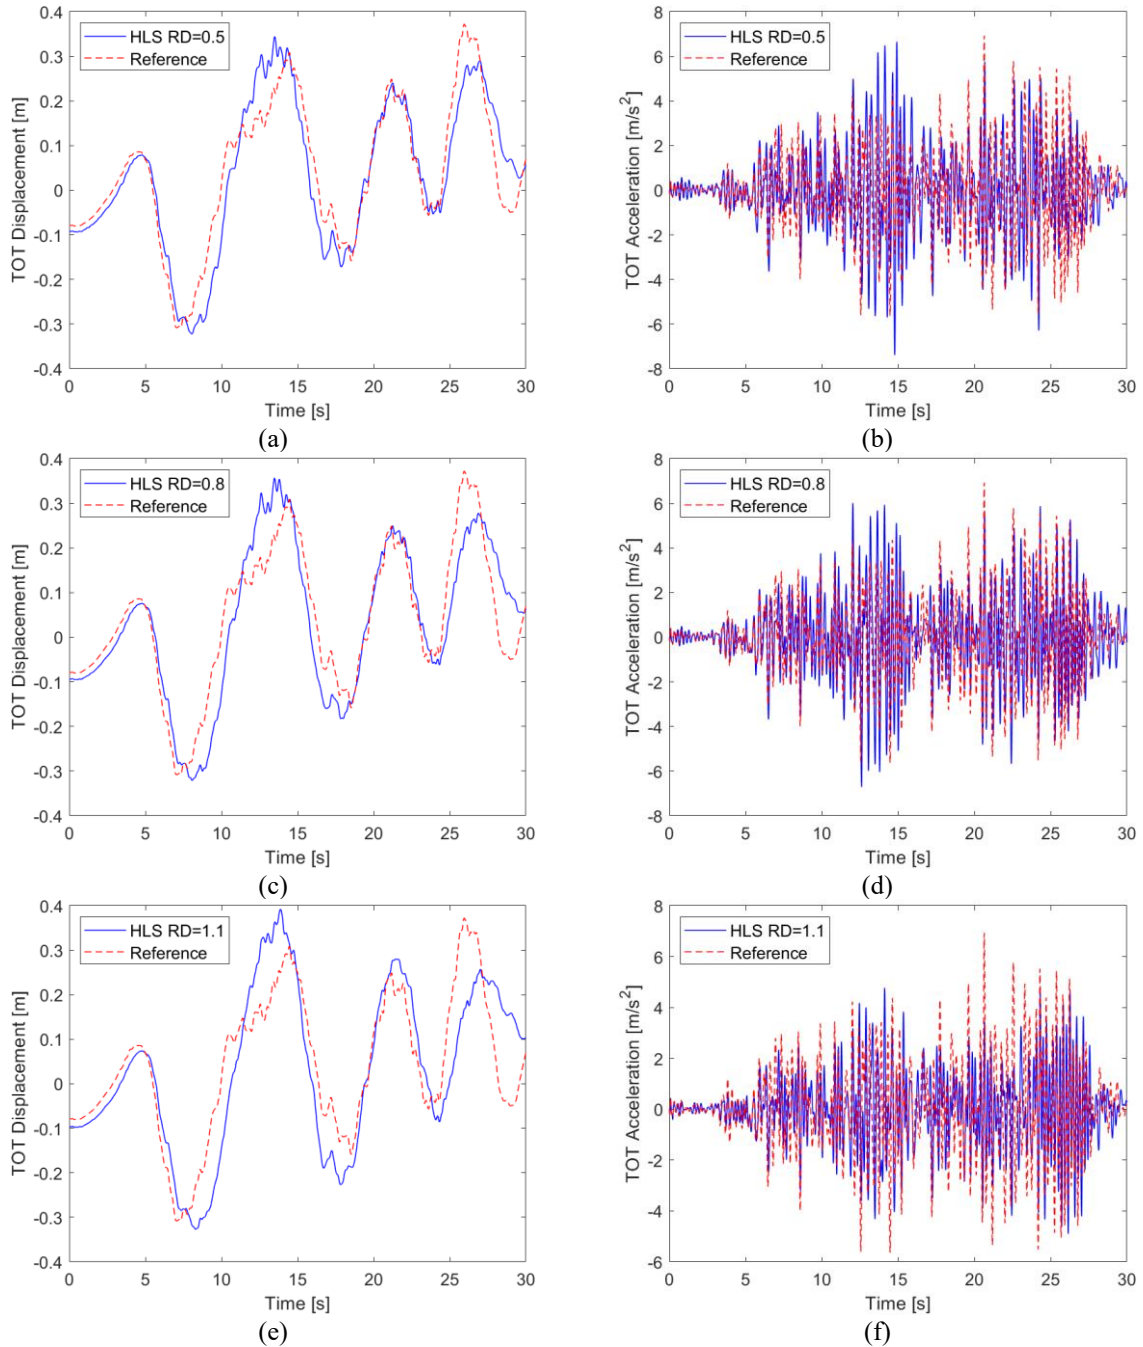 HLS RD=0.5
Reference
TOT Displacement [m]
0.4
0.3
0.2
0.1
0
-0.1
-0.2
-0.3
-0.4
0 5 10 15 20 25 30
Time [s]
(a)
HLS RD=0.5
Reference
TOT Acceleration [m/s²]
8
6
4
2
0
-2
-4
-6
-8
0 5 10 15 20 25 30
Time [s]
(b)
HLS RD=0.8
Reference
TOT Displacement [m]
0.4
0.3
0.2
0.1
0
-0.1
-0.2
-0.3
-0.4
0 5 10 15 20 25 30
Time [s]
(c)
HLS RD=0.8
Reference
TOT Acceleration [m/s²]
8
6
4
2
0
-2
-4
-6
-8
0 5 10 15 20 25 30
Time [s]
(d)
HLS RD=1.1
Reference
TOT Displacement [m]
0.4
0.3
0.2
0.1
0
-0.1
-0.2
-0.3
-0.4
0 5 10 15 20 25 30
Time [s]
(e)
HLS RD=1.1
Reference
TOT Acceleration [m/s²]
8
6
4
2
0
-2
-4
-6
0 5 10 15 20 25 30
Time [s]
(f)